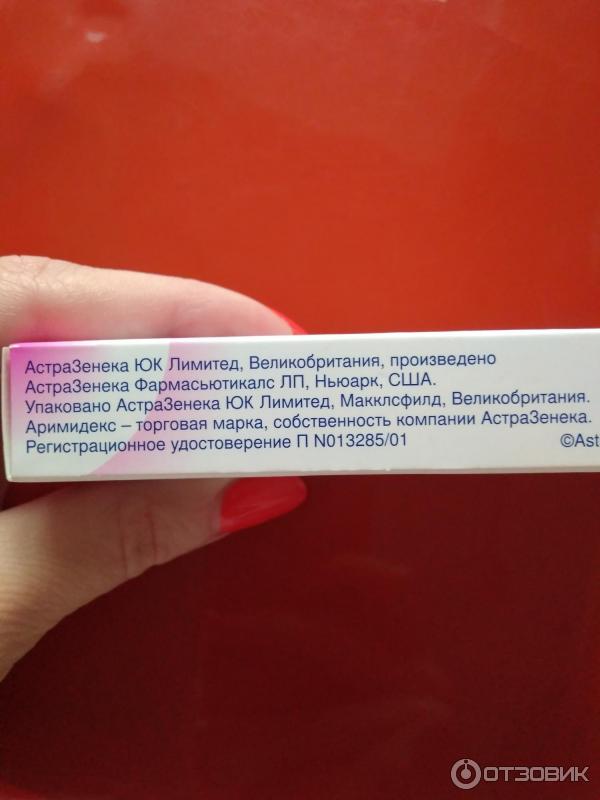 АстраЗенека ЮК Лимитед, Великобритания, произведено
АстраЗенека Фармасьютикалс ЛП, Ньюарк, США.
Упаковано АстраЗенека ЮК Лимитед, Макклсфилд, Великобритания.
Аримидекс – торговая марка, собственность компании АстраЗенека.
Регистрационное удостоверение П N013285/01 ©Ast
ОТЗОВИК